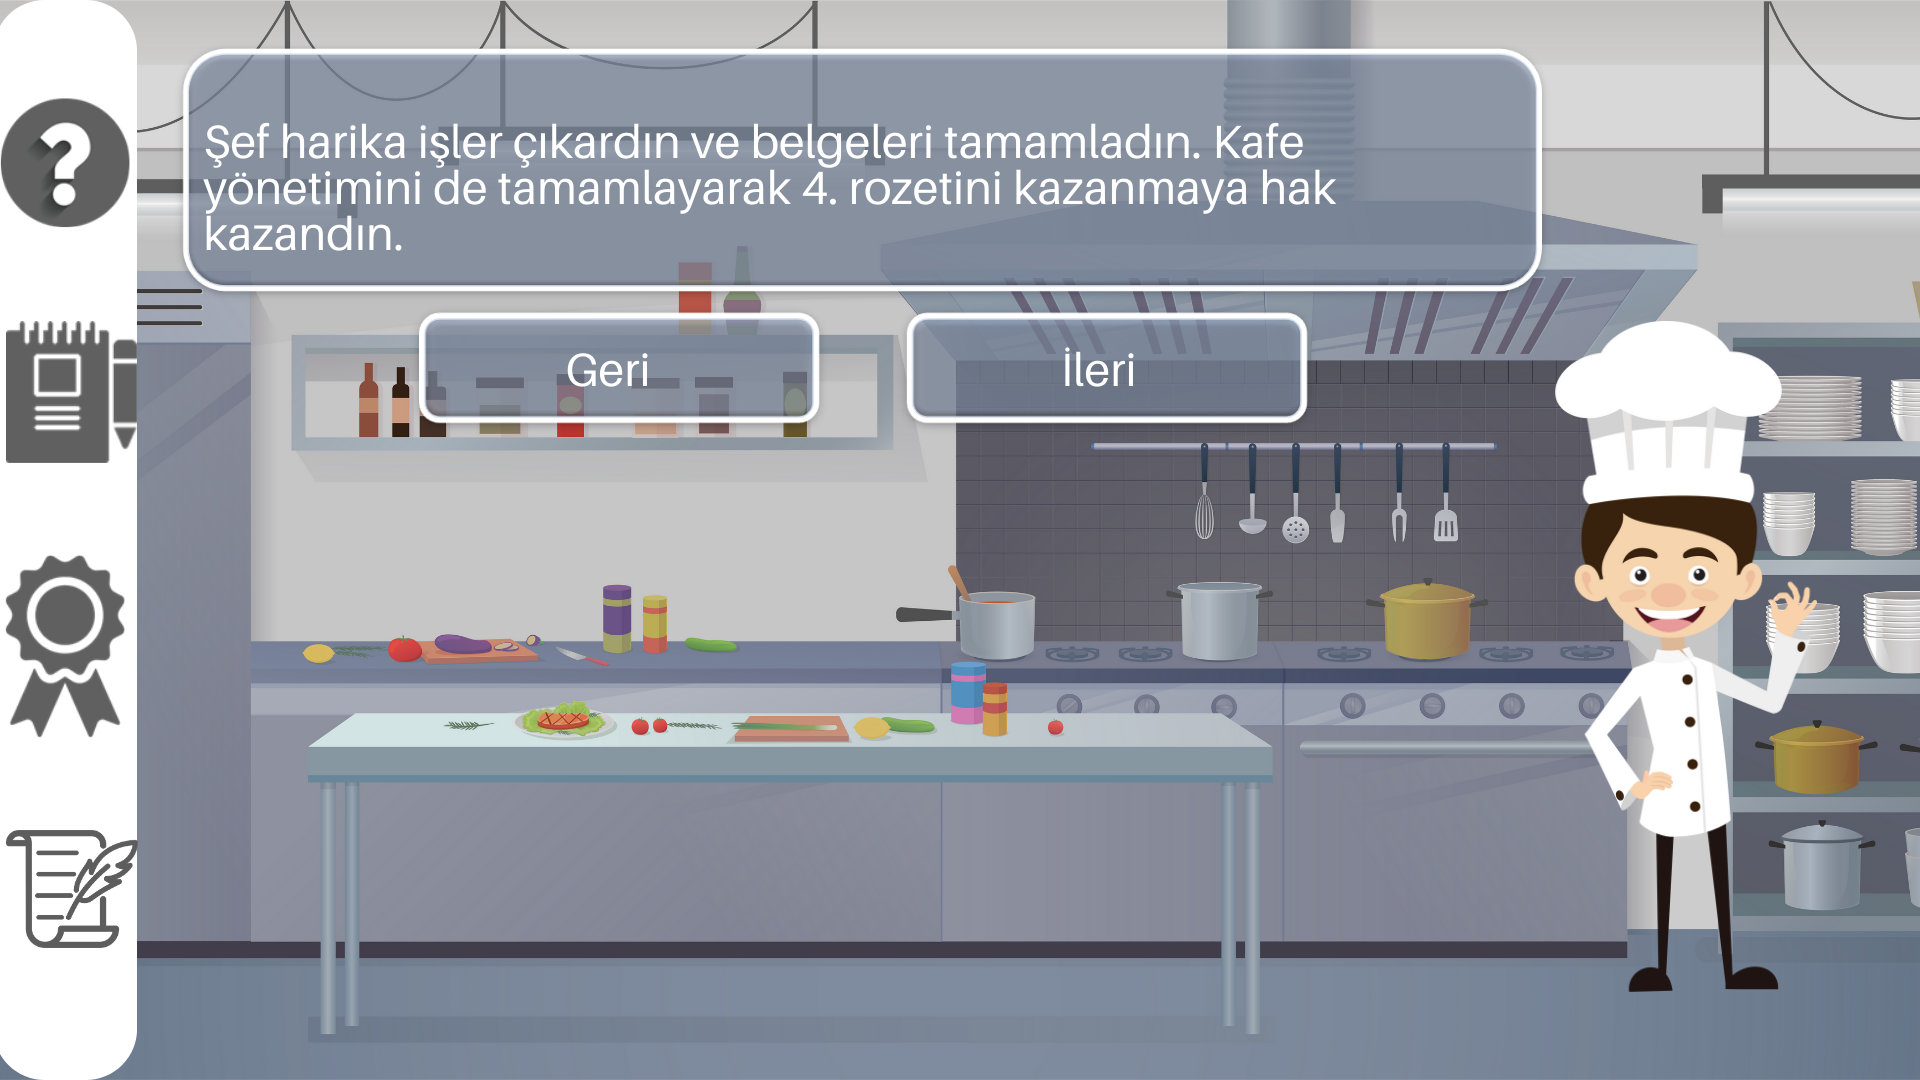 Şef harika işler çıkardın ve belgeleri tamamladın. Kafe
yönetimini de tamamlayarak 4. rozetini kazanmaya hak
kazandın.
Geri
İleri